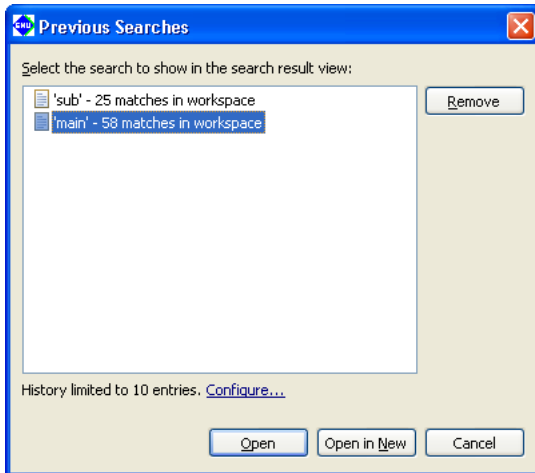 EMU Previous Searches
Select the search to show in the search result view:
'sub' - 25 matches in workspace
Remove
'main' - 58 matches in workspace
History limited to 10 entries. Configure...
Open Open in New Cancel